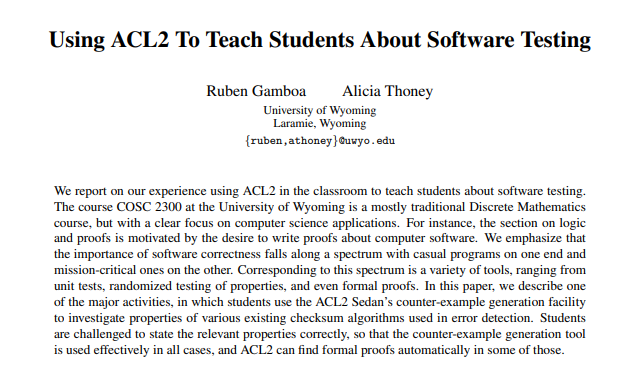 Using ACL2 To Teach Students About Software Testing
Ruben Gamboa Alicia Thoney
University of Wyoming
Laramie, Wyoming
{ruben,athoney}@uwyo.edu
We report on our experience using ACL2 in the classroom to teach students about software testing.
The course COSC 2300 at the University of Wyoming is a mostly traditional Discrete Mathematics
course, but with a clear focus on computer science applications. For instance, the section on logic
and proofs is motivated by the desire to write proofs about computer software. We emphasize that
the importance of software correctness falls along a spectrum with casual programs on one end and
mission-critical ones on the other. Corresponding to this spectrum is a variety of tools, ranging from
unit tests, randomized testing of properties, and even formal proofs. In this paper, we describe one
of the major activities, in which students use the ACL2 Sedan's counter-example generation facility
to investigate properties of various existing checksum algorithms used in error detection. Students
are challenged to state the relevant properties correctly, so that the counter-example generation tool
is used effectively in all cases, and ACL2 can find formal proofs automatically in some of those.